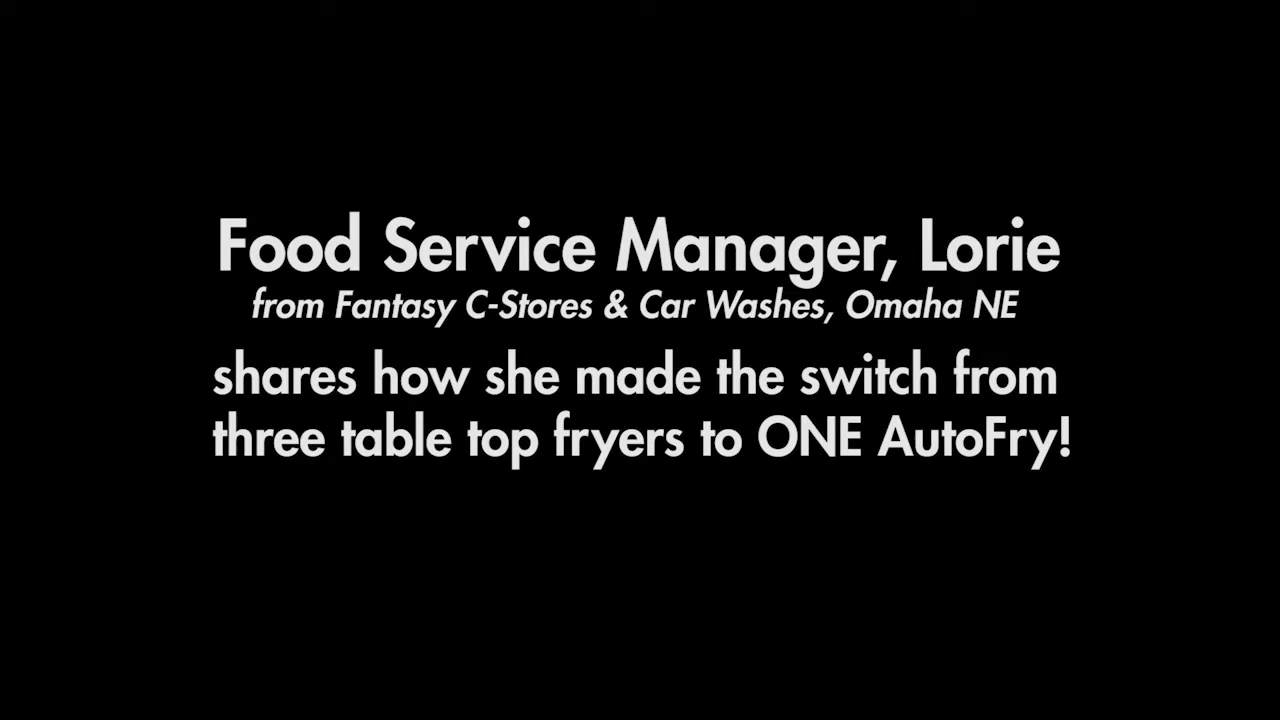 Food Service Manager, Lorie
from Fantasy C-Stores & Car Washes, Omaha NE
shares how she made the switch from
three table top fryers to ONE AutoFry!